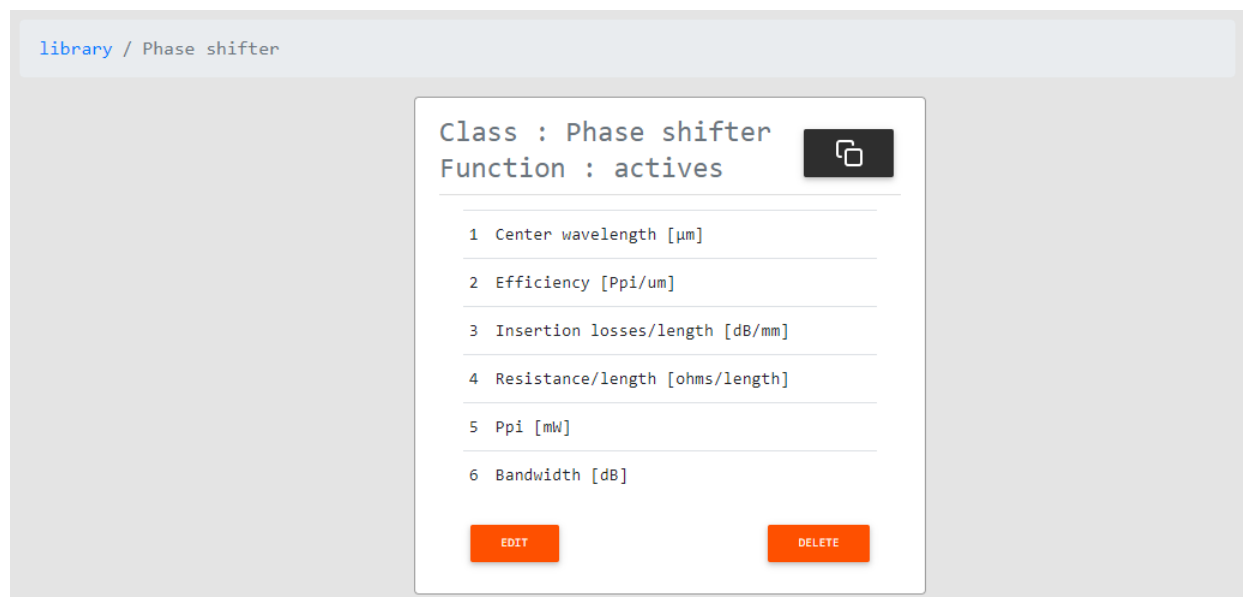 library / Phase shifter
Class : Phase shifter
Function : actives
1 Center wavelength [μm]
2 Efficiency [Ppi/um]
3 Insertion losses/length [dB/mm]
4 Resistance/length [ohms/length]
5 Ppi [mW]
6 Bandwidth [dB]
EDIT DELETE